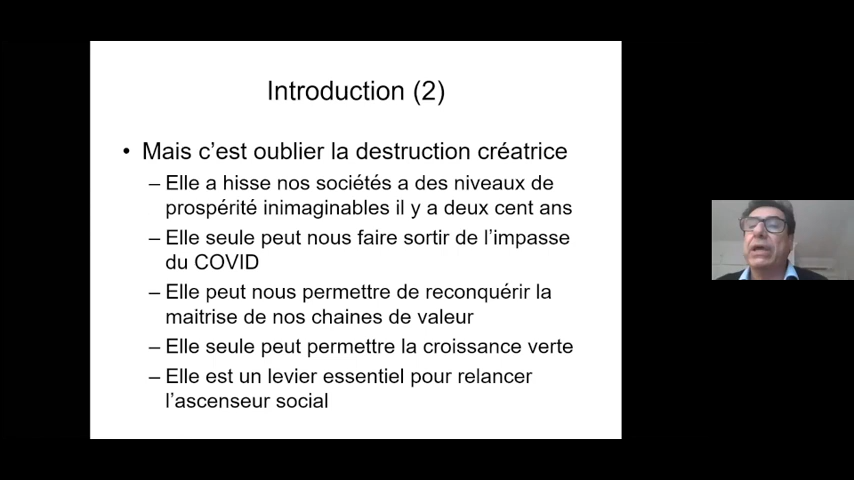 Introduction (2)
• Mais c’est oublier la destruction créatrice
– Elle a hisse nos sociétés a des niveaux de
prospérité inimaginables il y a deux cent ans
– Elle seule peut nous faire sortir de l’impasse
du COVID
– Elle peut nous permettre de reconquérir la
maitrise de nos chaines de valeur
– Elle seule peut permettre la croissance verte
– Elle est un levier essentiel pour relancer
l’ascenseur social